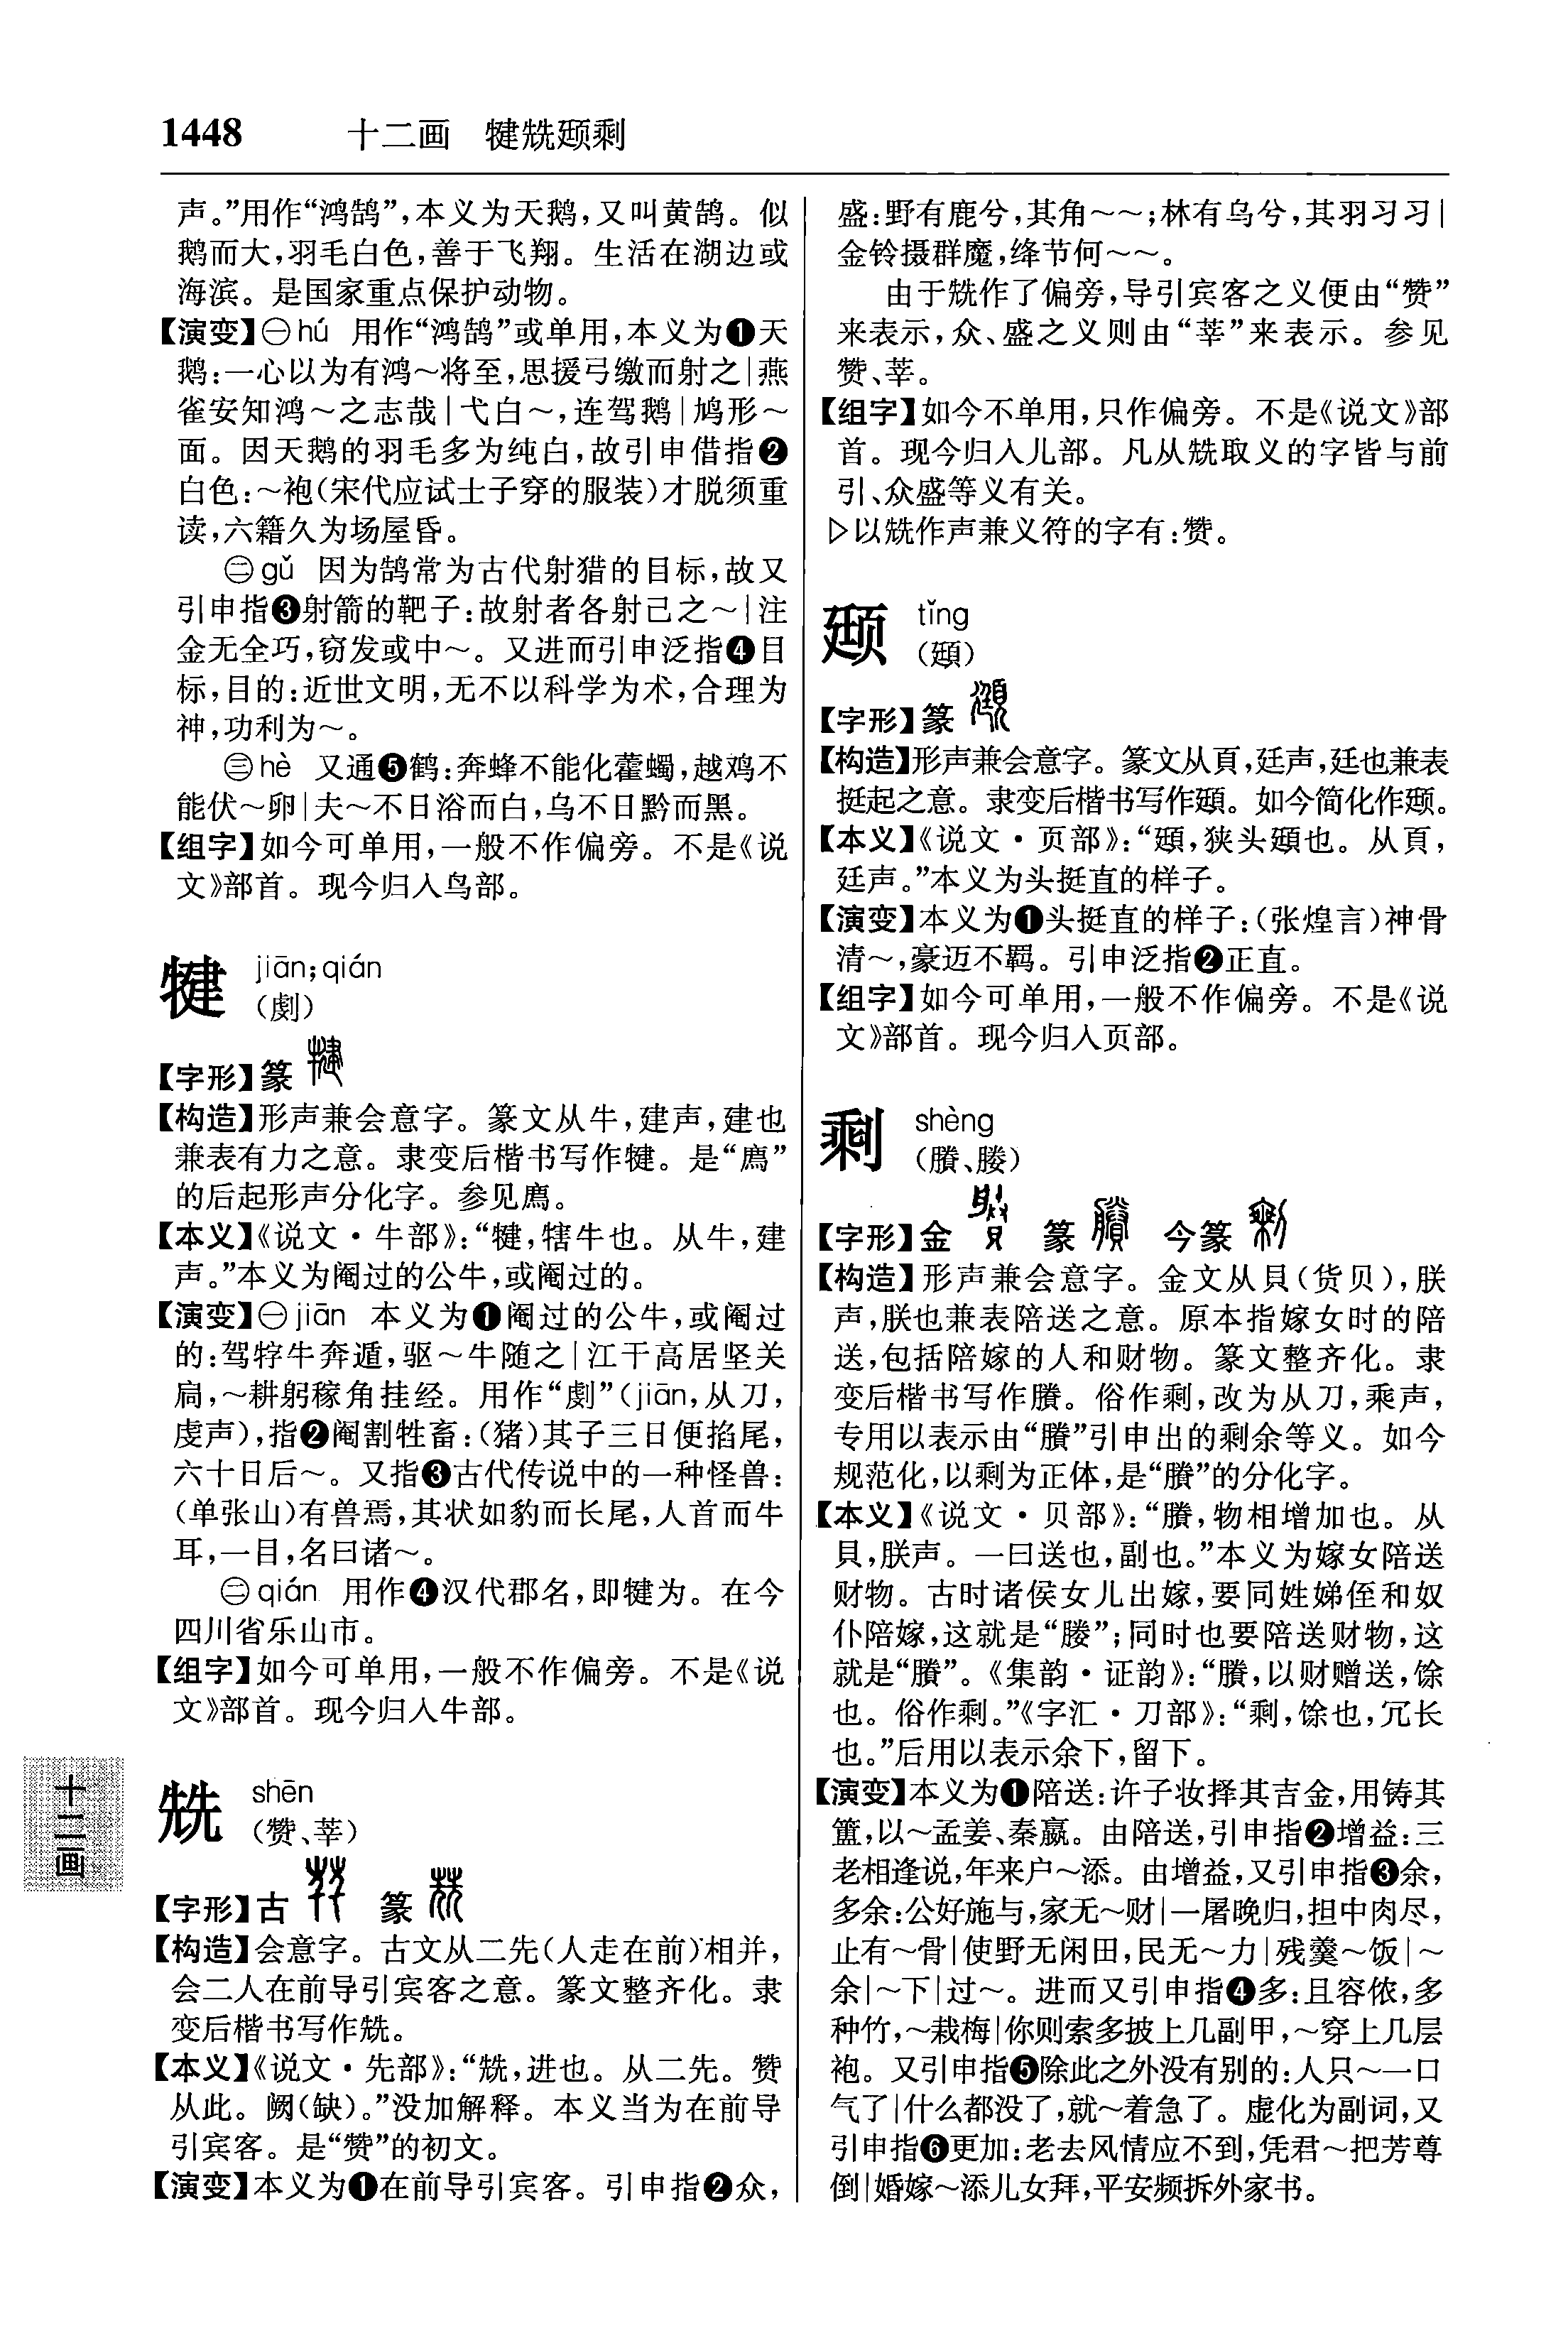 1448 十二画 犍兟颋剩
声。”用作“鸿鹄”,本义为天鹅,又叫黄鹄。似
鹅而大,羽毛白色,善于飞翔。生活在湖边或
海滨。是国家重点保护动物。
【演变】㊀hú 用作“鸿鹄”或单用,本义为❶天
鹅:一心以为有鸿～将至,思援弓缴而射之|燕
雀安知鸿～之志哉|弋白～,连驾鹅|鸠形～
面。因天鹅的羽毛多为纯白,故引申借指❷
白色:～袍(宋代应试士子穿的服装)才脱须重
读,六籍久为场屋昏。
㊁gǔ 因为鹄常为古代射猎的目标,故又
引申指❸射箭的靶子:故射者各射己之～|注
金无全巧,窃发或中～。又进而引申泛指❹目
标,目的:近世文明,无不以科学为术,合理为
神,功利为～。
㊂hè 又通❺鹤:奔蜂不能化藿蠋,越鸡不
能伏～卵|夫～不日浴而白,乌不日黔而黑。
【组字】如今可单用,一般不作偏旁。不是《说
文》部首。现今归入鸟部。
犍 jiān;qián
(劇)
【字形】篆
【构造】形声兼会意字。篆文从牛,建声,建也
兼表有力之意。隶变后楷书写作犍。是“廌”
的后起形声分化字。参见廌。
【本义】《说文·牛部》:“犍,犗牛也。从牛,建
声。”本义为阉过的公牛,或阉过的。
【演变】㊀jiān 本义为❶阉过的公牛,或阉过
的:驾牸牛奔遁,驱～牛随之|江干高居坚关
扃,～耕躬稼角挂经。用作“劇”(jiān,从刀,
虔声),指❷阉割牲畜:(猪)其子三日便掐尾,
六十日后～。又指❸古代传说中的一种怪兽:
(单张山)有兽焉,其状如豹而长尾,人首而牛
耳,一目,名曰诸～。
㊁qián 用作❹汉代郡名,即犍为。在今
四川省乐山市。
【组字】如今可单用,一般不作偏旁。不是《说
文》部首。现今归入牛部。
兟 shēn
(赞、莘)
【字形】古 篆
【构造】会意字。古文从二先(人走在前)相并,
会二人在前导引宾客之意。篆文整齐化。隶
变后楷书写作兟。
【本义】《说文·先部》:“兟,进也。从二先。赞
从此。阙(缺)。”没加解释。本义当为在前导
引宾客。是“赞”的初文。
【演变】本义为❶在前导引宾客。引申指❷众,
十二画
盛:野有鹿兮,其角～～;林有乌兮,其羽习习|
金铃摄群魔,绛节何～～。
由于兟作了偏旁,导引宾客之义便由“赞”
来表示,众、盛之义则由“莘”来表示。参见
赞、莘。
【组字】如今不单用,只作偏旁。不是《说文》部
首。现今归入儿部。凡从兟取义的字皆与前
引、众盛等义有关。
▷以兟作声兼义符的字有:赞。
颋 tǐng
(頲)
【字形】篆
【构造】形声兼会意字。篆文从頁,廷声,廷也兼表
挺起之意。隶变后楷书写作頲。如今简化作颋。
【本义】《说文·页部》:“頲,狭头頲也。从頁,
廷声。”本义为头挺直的样子。
【演变】本义为❶头挺直的样子:(张煌言)神骨
清～,豪迈不羁。引申泛指❷正直。
【组字】如今可单用,一般不作偏旁。不是《说
文》部首。现今归入页部。
剩 shèng
(賸、媵)
【字形】金 篆 今篆
【构造】形声兼会意字。金文从貝(货贝),朕
声,朕也兼表陪送之意。原本指嫁女时的陪
送,包括陪嫁的人和财物。篆文整齐化。隶
变后楷书写作賸。俗作剩,改为从刀,乘声,
专用以表示由“賸”引申出的剩余等义。如今
规范化,以剩为正体,是“賸”的分化字。
【本义】《说文·贝部》:“賸,物相增加也。从
貝,朕声。一曰送也,副也。”本义为嫁女陪送
财物。古时诸侯女儿出嫁,要同姓娣侄和奴
仆陪嫁,这就是“媵”;同时也要陪送财物,这
就是“賸”。《集韵·证韵》:“賸,以财赠送,馀
也。俗作剩。”《字汇·刀部》:“剩,馀也,冗长
也。”后用以表示余下,留下。
【演变】本义为❶陪送:许子妆择其吉金,用铸其
簠,以～孟姜、秦嬴。由陪送,引申指❷增益:三
老相逢说,年来户～添。由增益,又引申指❸余,
多余:公好施与,家无～财|一屠晚归,担中肉尽,
止有～骨|使野无闲田,民无～力|残羹～饭|～
余|～下|过～。进而又引申指❹多:且容侬,多
种竹,～栽梅|你则索多披上几副甲,～穿上几层
袍。又引申指❺除此之外没有别的:人只～一口
气了|什么都没了,就～着急了。虚化为副词,又
引申指❻更加:老去风情应不到,凭君～把芳尊
倒|婚嫁～添儿女拜,平安频拆外家书。